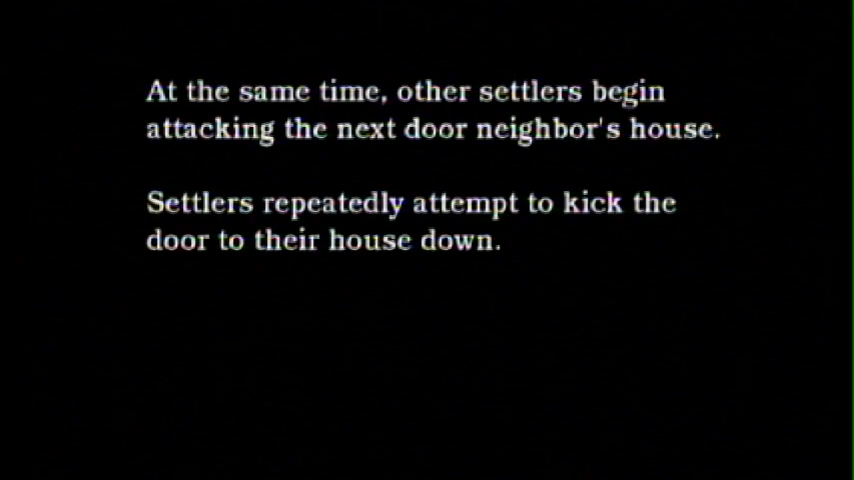 At the same time, other settlers begin
attacking the next door neighbor's house.
Settlers repeatedly attempt to kick the
door to their house down.